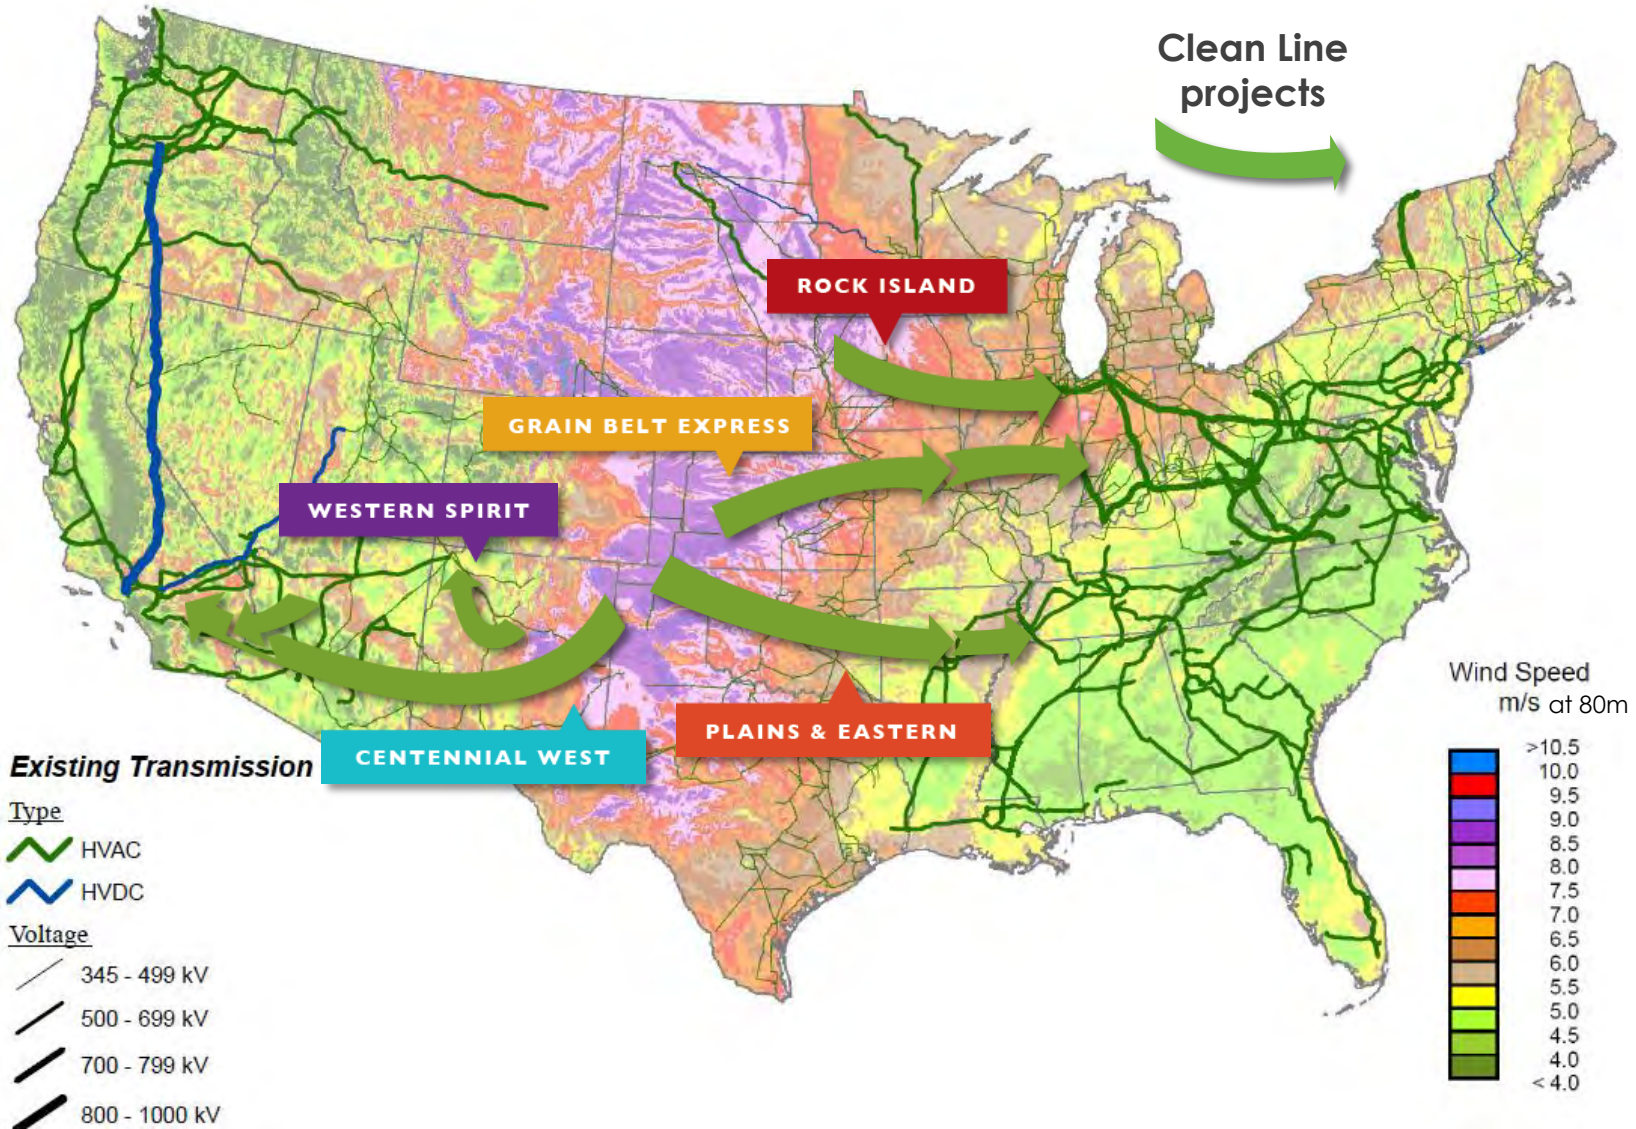 Clean Line
projects
ROCK ISLAND
GRAIN BELT EXPRESS
WESTERN SPIRIT
PLAINS & EASTERN
CENTENNIAL WEST
Existing Transmission
Type
HVAC
HVDC
Voltage
345 - 499 kV
500 - 699 kV
700 - 799 kV
800 - 1000 kV
Wind Speed
m/s at 80m
>10.5
10.0
9.5
9.0
8.5
8.0
7.5
7.0
6.5
6.0
5.5
5.0
4.5
4.0
< 4.0